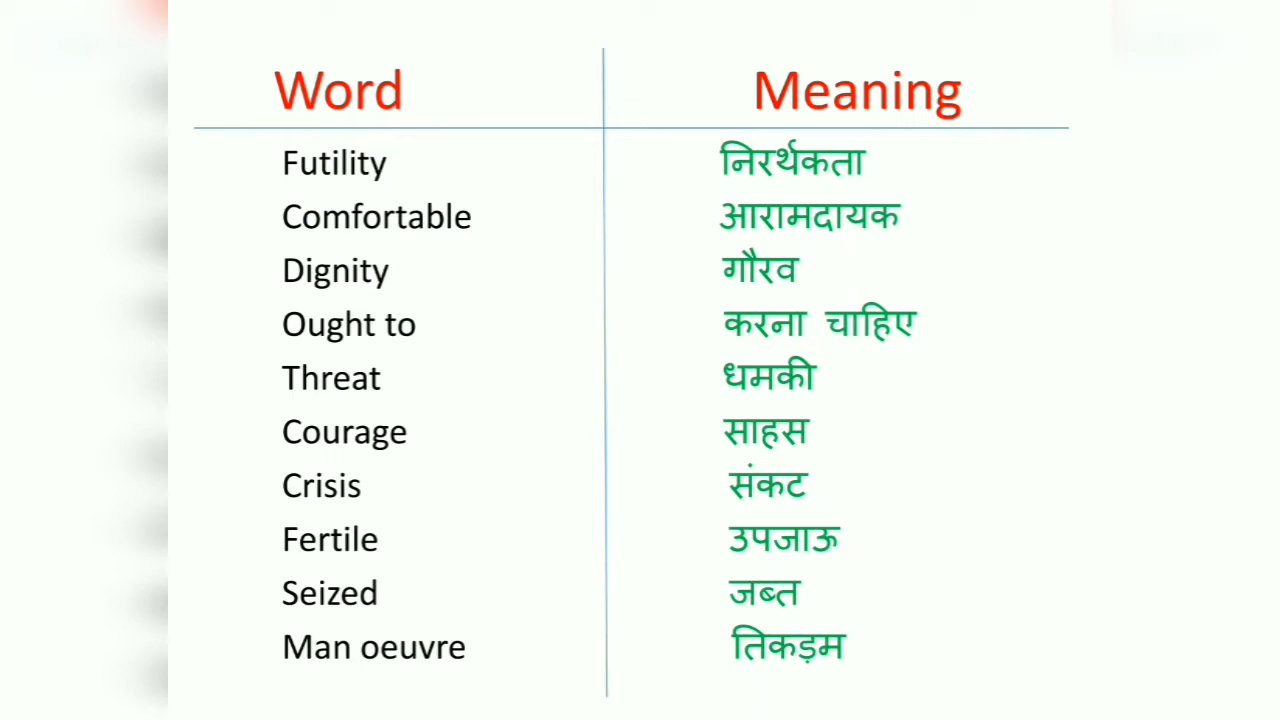 Word Meaning
Futility निरर्थकता
Comfortable आरामदायक
Dignity गौरव
Ought to करना चाहिए
Threat धमकी
Courage साहस
Crisis संकट
Fertile उपजाऊ
Seized जब्त
Man oeuvre तिकड़म